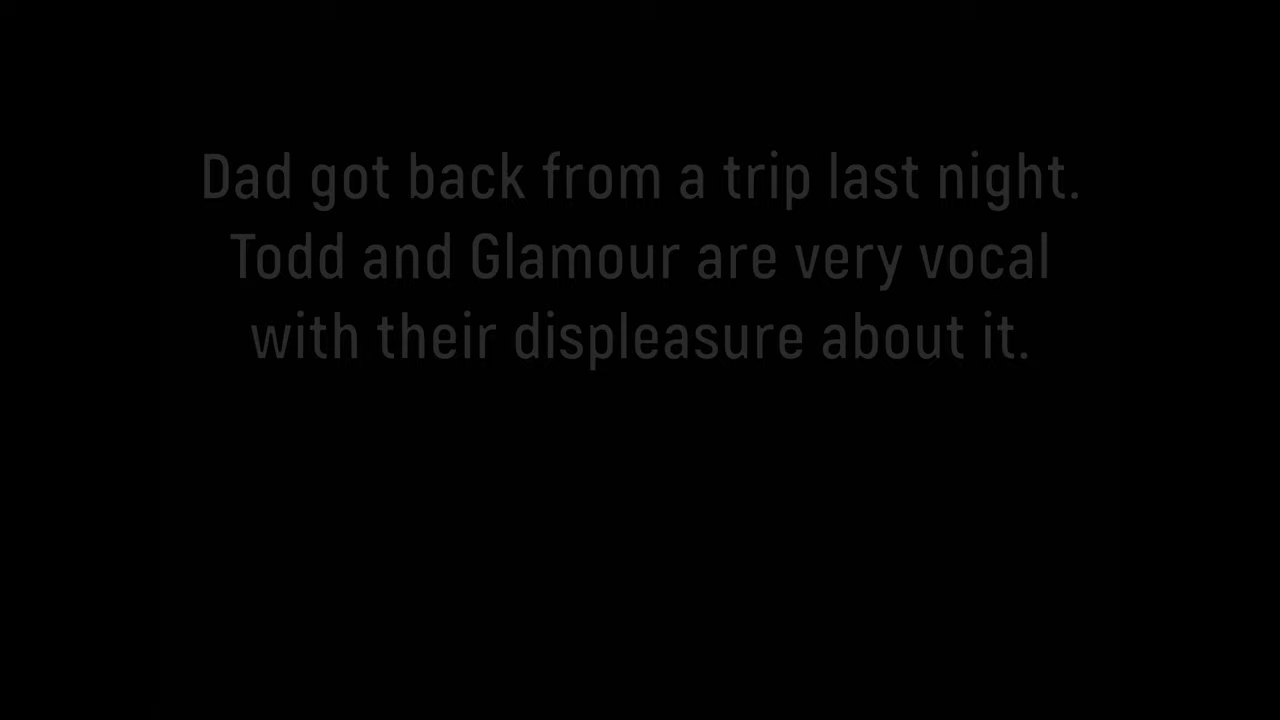 Dad got back from a trip last night.
Todd and Glamour are very vocal
with their displeasure about it.